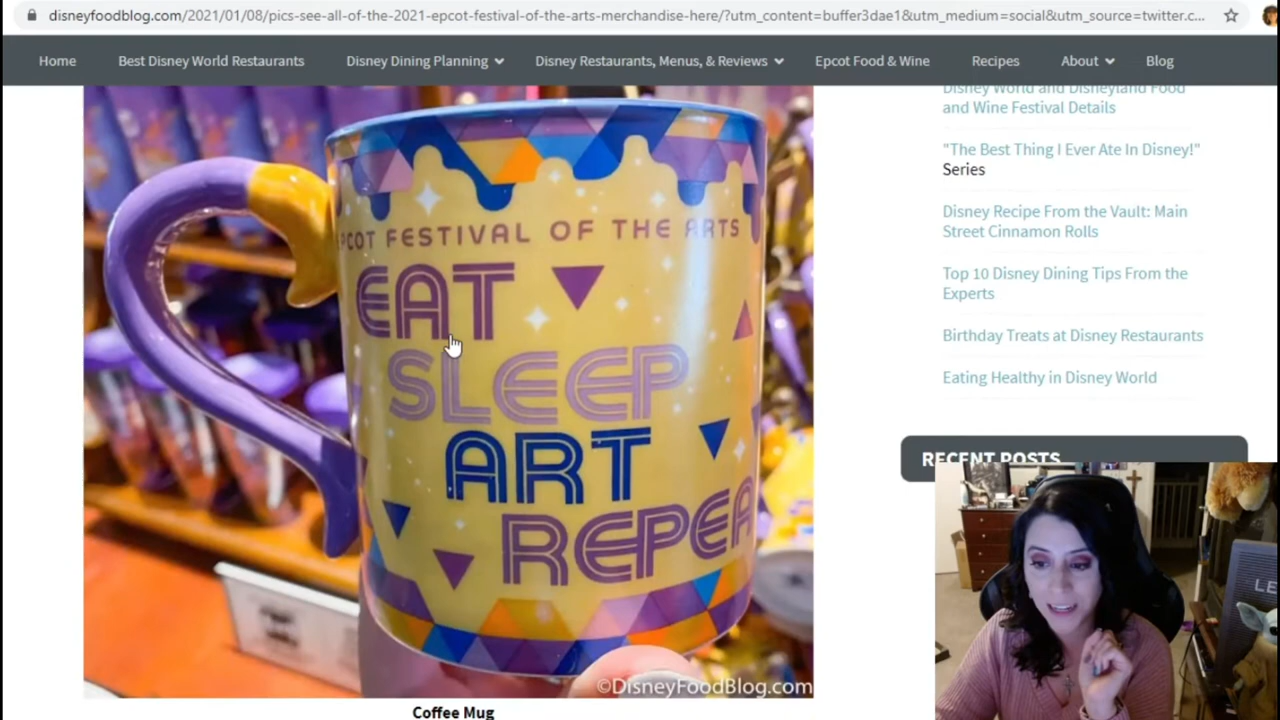 disneyfoodblog.com/2021/01/08/pics-see-all-of-the-2021-epcot-festival-of-the-arts-merchandise-here/?utm_content=buffer3dae1&utm_medium=social&utm_source=twitter.c...
Home Best Disney World Restaurants Disney Dining Planning Disney Restaurants, Menus, & Reviews Epcot Food & Wine Recipes About Blog
EPCOT FESTIVAL OF THE ARTS
EAT
SLEEP
ART
REPEA
©DisneyFoodBlog.com
Coffee Mug
Disney World and Disneyland Food
and Wine Festival Details
"The Best Thing I Ever Ate In Disney!"
Series
Disney Recipe From the Vault: Main
Street Cinnamon Rolls
Top 10 Disney Dining Tips From the
Experts
Birthday Treats at Disney Restaurants
Eating Healthy in Disney World
RECENT POSTS
LE